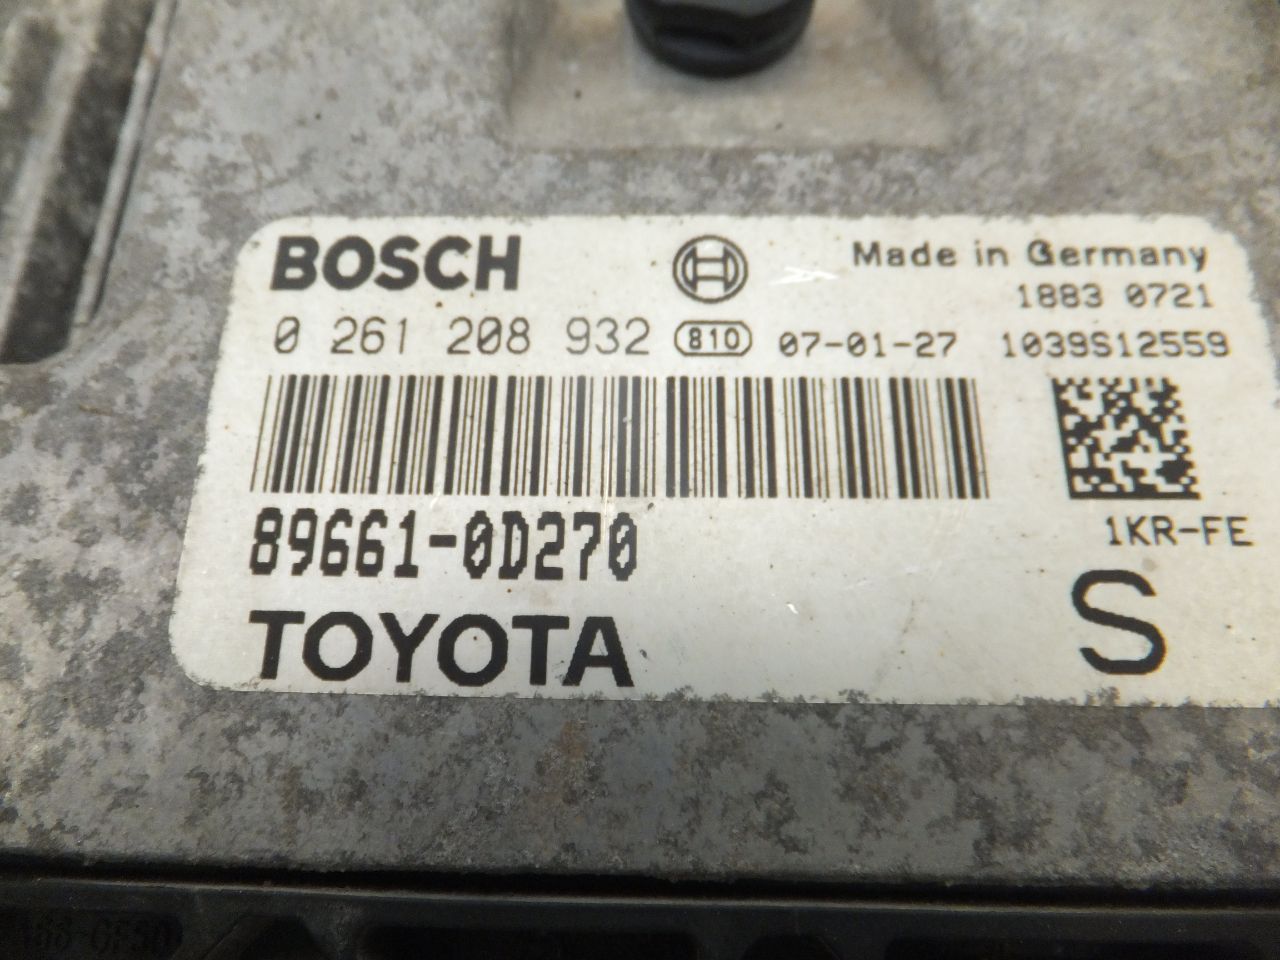 BOSCH
Made in Germany
1883 0721
0 261 208 932 810 07-01-27 1039S12559
89661-0D270
1KR-FE
TOYOTA
S